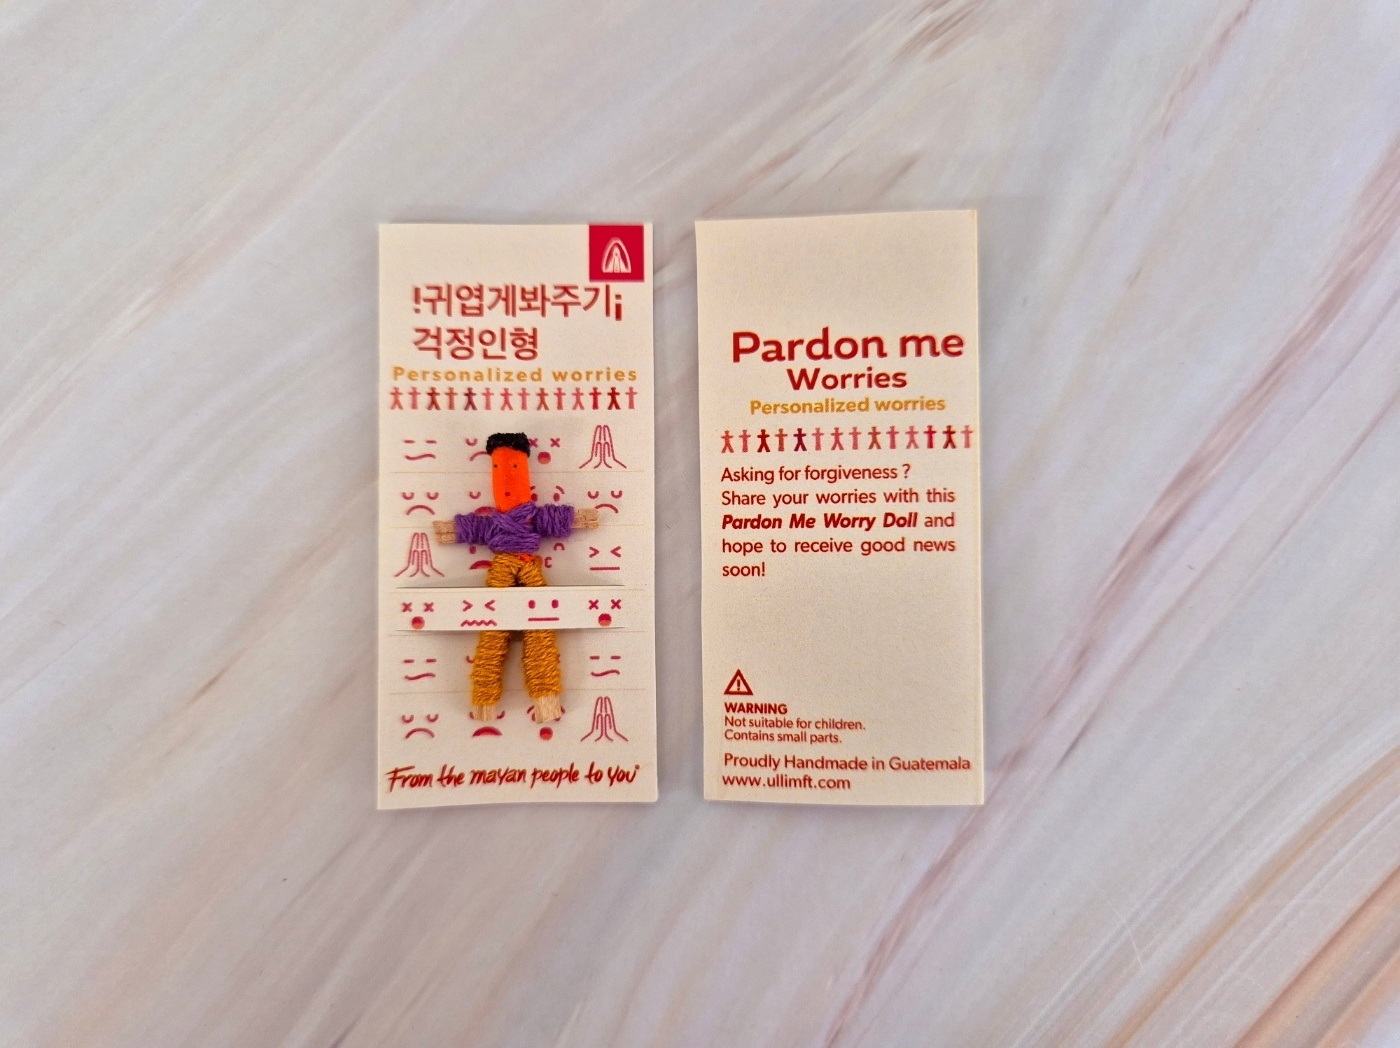 !귀엽게봐주기¡
걱정인형
Personalized worries
From the mayan people to you
Pardon me
Worries
Personalized worries
Asking for forgiveness ?
Share your worries with this
Pardon Me Worry Doll and
hope to receive good news
soon!
WARNING
Not suitable for children.
Contains small parts.
Proudly Handmade in Guatemala
www.ullimft.com